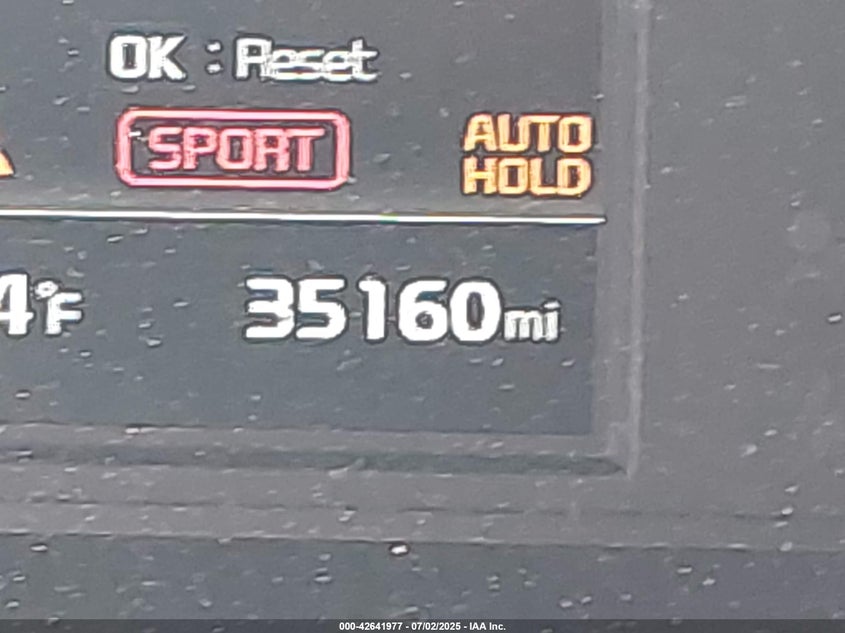 OK : Reset
SPORT
AUTO
HOLD
4°F
35160mi
000-42641977 - 07/02/2025 - IAA Inc.